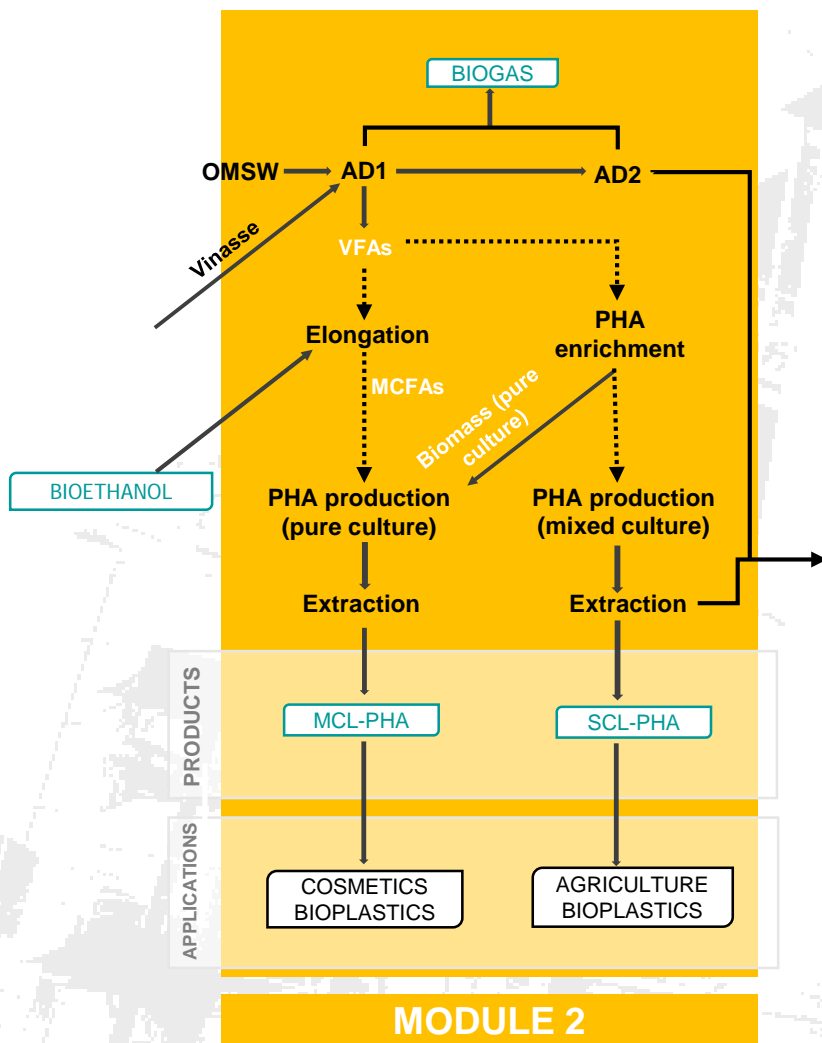 BIOGAS
OMSW
AD1
AD2
Vinasse
VFAs
Elongation
PHA
enrichment
MCFAs
Biomass (pure
culture)
BIOETHANOL
PHA production
(pure culture)
PHA production
(mixed culture)
Extraction
Extraction
PRODUCTS
MCL-PHA
SCL-PHA
APPLICATIONS
COSMETICS
BIOPLASTICS
AGRICULTURE
BIOPLASTICS
MODULE 2